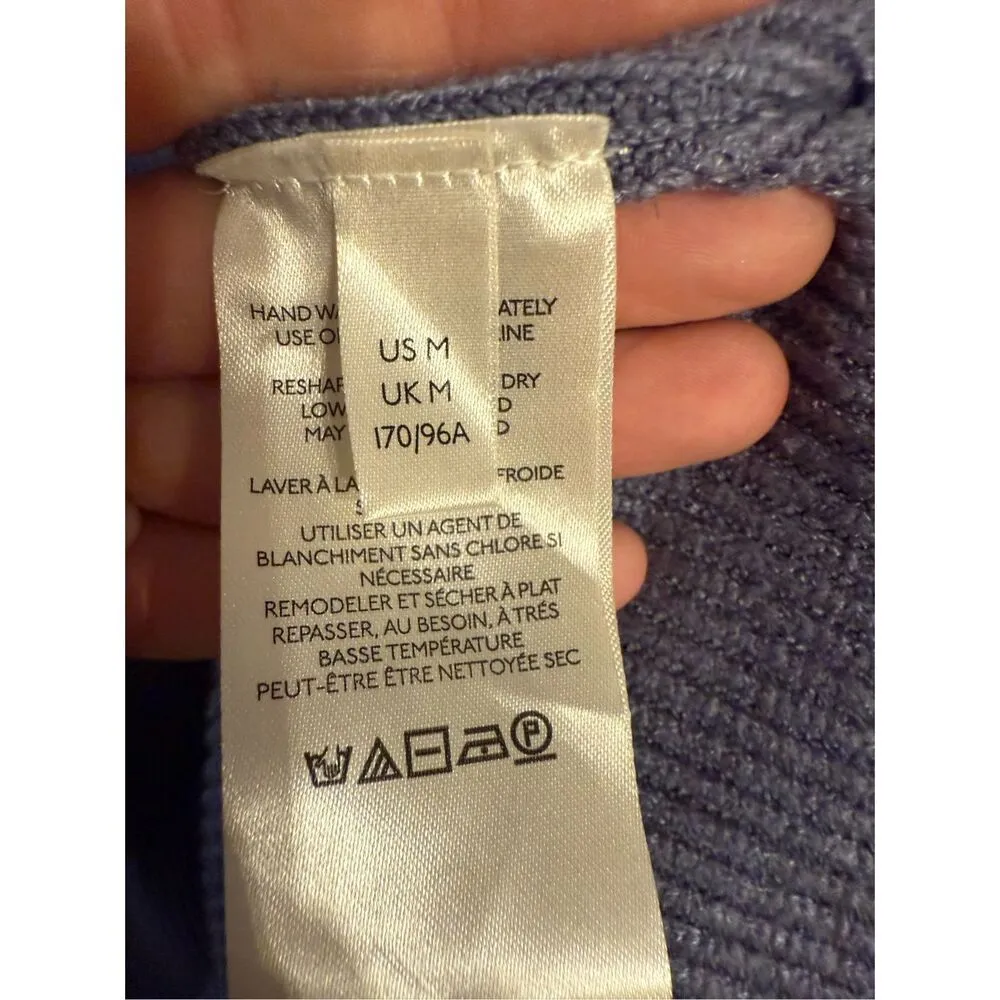 HAND WA ATELY
USE O INE
US M
RESHAP DRY
UK M
LOW D
MAY D
170/96A
LAVER À LA FROIDE
S
UTILISER UN AGENT DE
BLANCHIMENT SANS CHLORE SI
NÉCESSAIRE
REMODELER ET SÉCHER À PLAT
REPASSER, AU BESOIN, À TRÉS
BASSE TEMPÉRATURE
PEUT-ÊTRE ÊTRE NETTOYÉE SEC
P